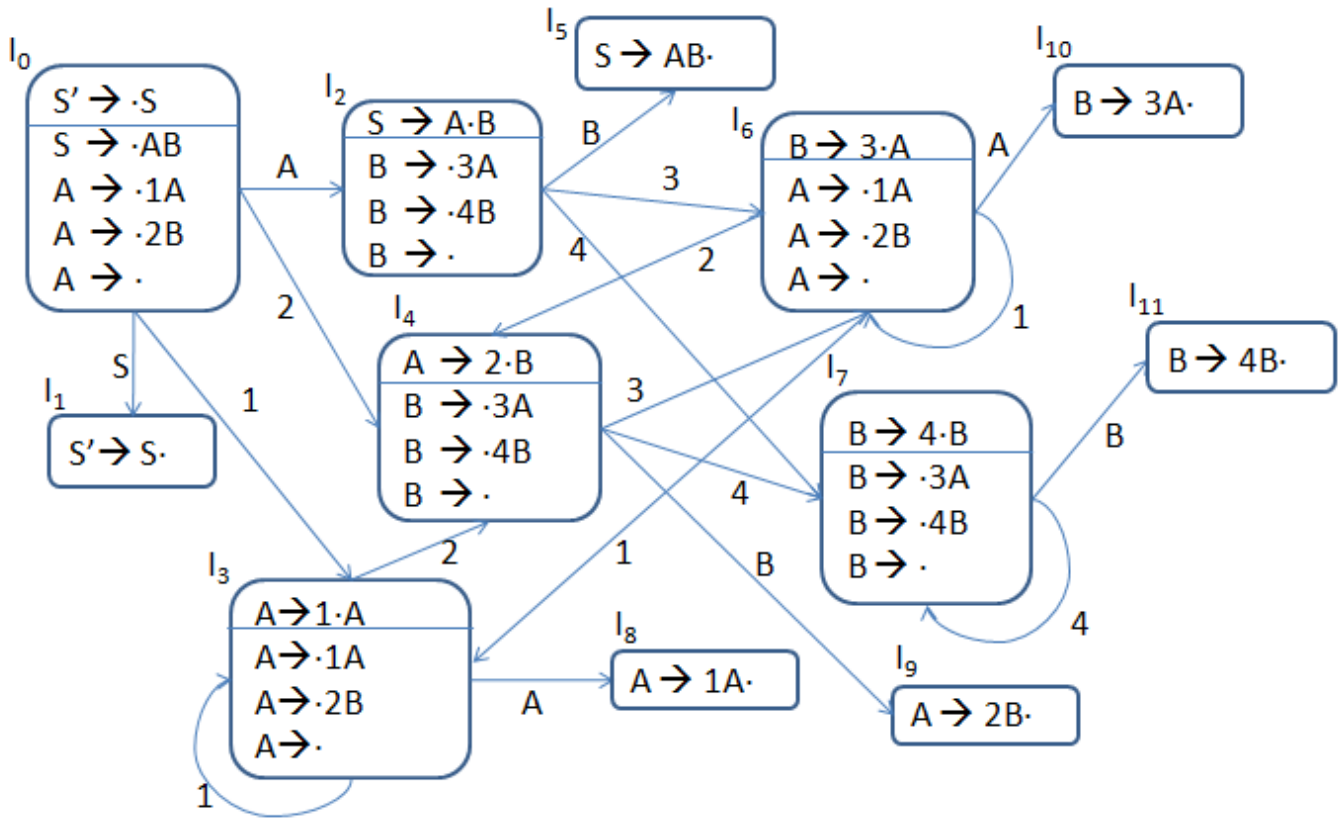 I0
S' → ·S
S → ·AB
A → ·1A
A → ·2B
A → ·
I2
S → A·B
B → ·3A
B → ·4B
B → ·
I5
S → AB·
I6
B → 3·A
A → ·1A
A → ·2B
A → ·
I10
B → 3A·
I4
A → 2·B
B → ·3A
B → ·4B
B → ·
I7
B → 4·B
B → ·3A
B → ·4B
B → ·
I11
B → 4B·
I1
S' → S·
I3
A → 1·A
A → ·1A
A → ·2B
A → ·
I8
A → 1A·
I9
A → 2B·
A
2
S
1
B
3
4
2
A
1
3
4
B
1
2
A
1
B
4